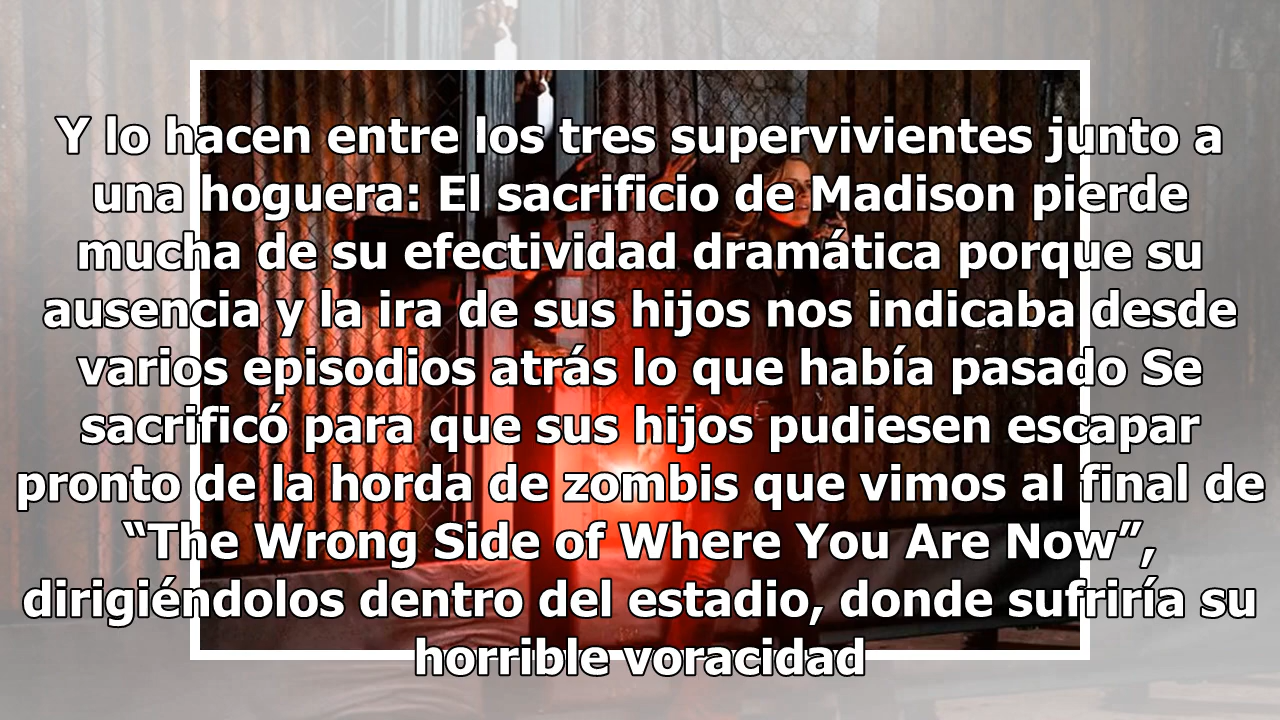 Y lo hacen entre los tres supervivientes junto a
una hoguera: El sacrificio de Madison pierde
mucha de su efectividad dramática porque su
ausencia y la ira de sus hijos nos indicaba desde
varios episodios atrás lo que había pasado Se
sacrificó para que sus hijos pudiesen escapar
pronto de la horda de zombis que vimos al final de
“The Wrong Side of Where You Are Now”,
dirigiéndolos dentro del estadio, donde sufriría su
horrible voracidad